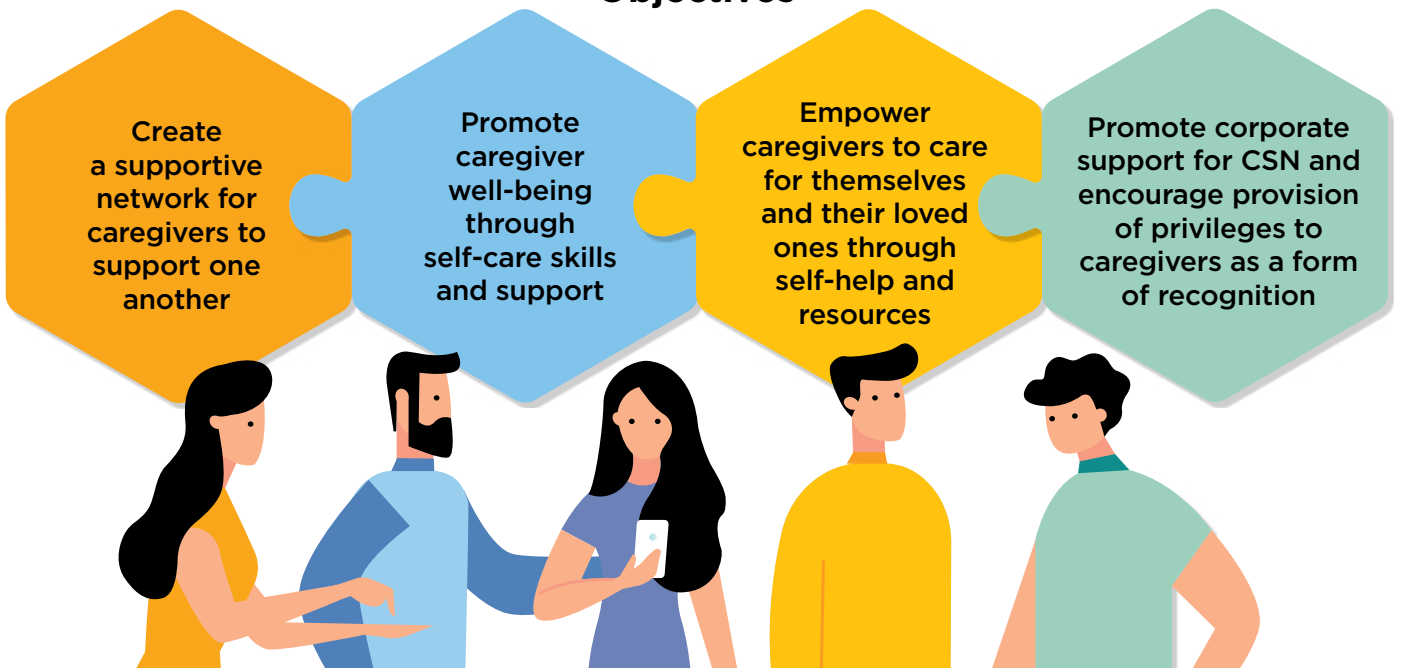 Objectives
Create
a supportive
network for
caregivers to
support one
another
Promote
caregiver
well-being
through
self-care skills
and support
Empower
caregivers to care
for themselves
and their loved
ones through
self-help and
resources
Promote corporate
support for CSN and
encourage provision
of privileges to
caregivers as a form
of recognition